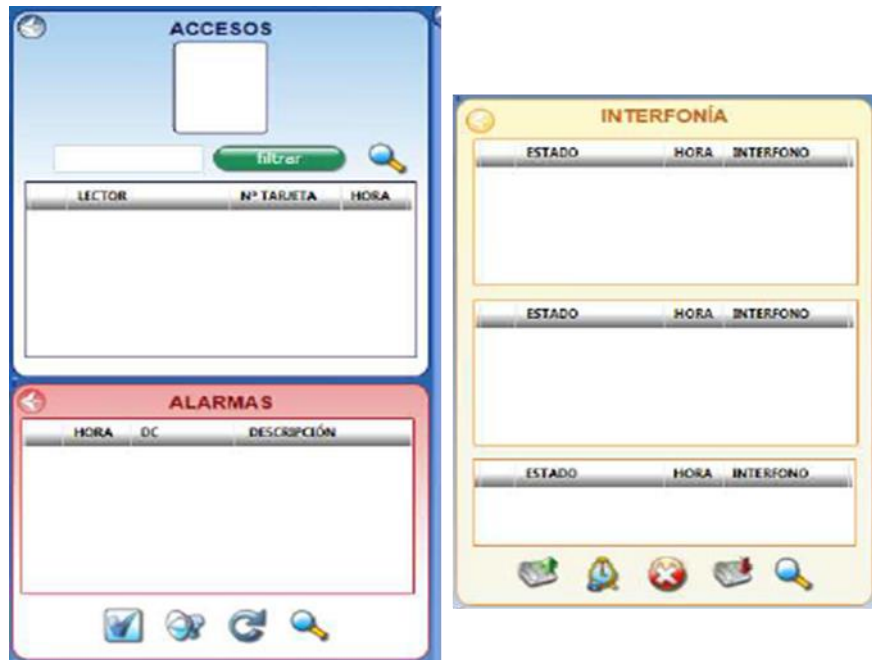 ACCESOS
filtrar
LECTOR Nº TARJETA HORA
ALARMAS
HORA DC DESCRIPCIÓN
INTERFONÍA
ESTADO HORA INTERFONO
ESTADO HORA INTERFONO
ESTADO HORA INTERFONO